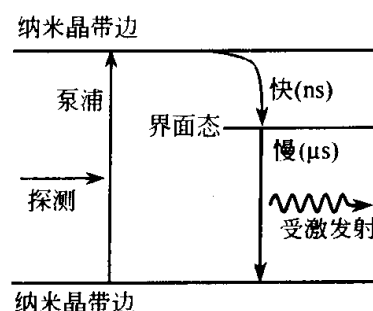 纳米晶带边
泵浦
快(ns)
界面态
慢(μs)
探测
受激发射
纳米晶带边